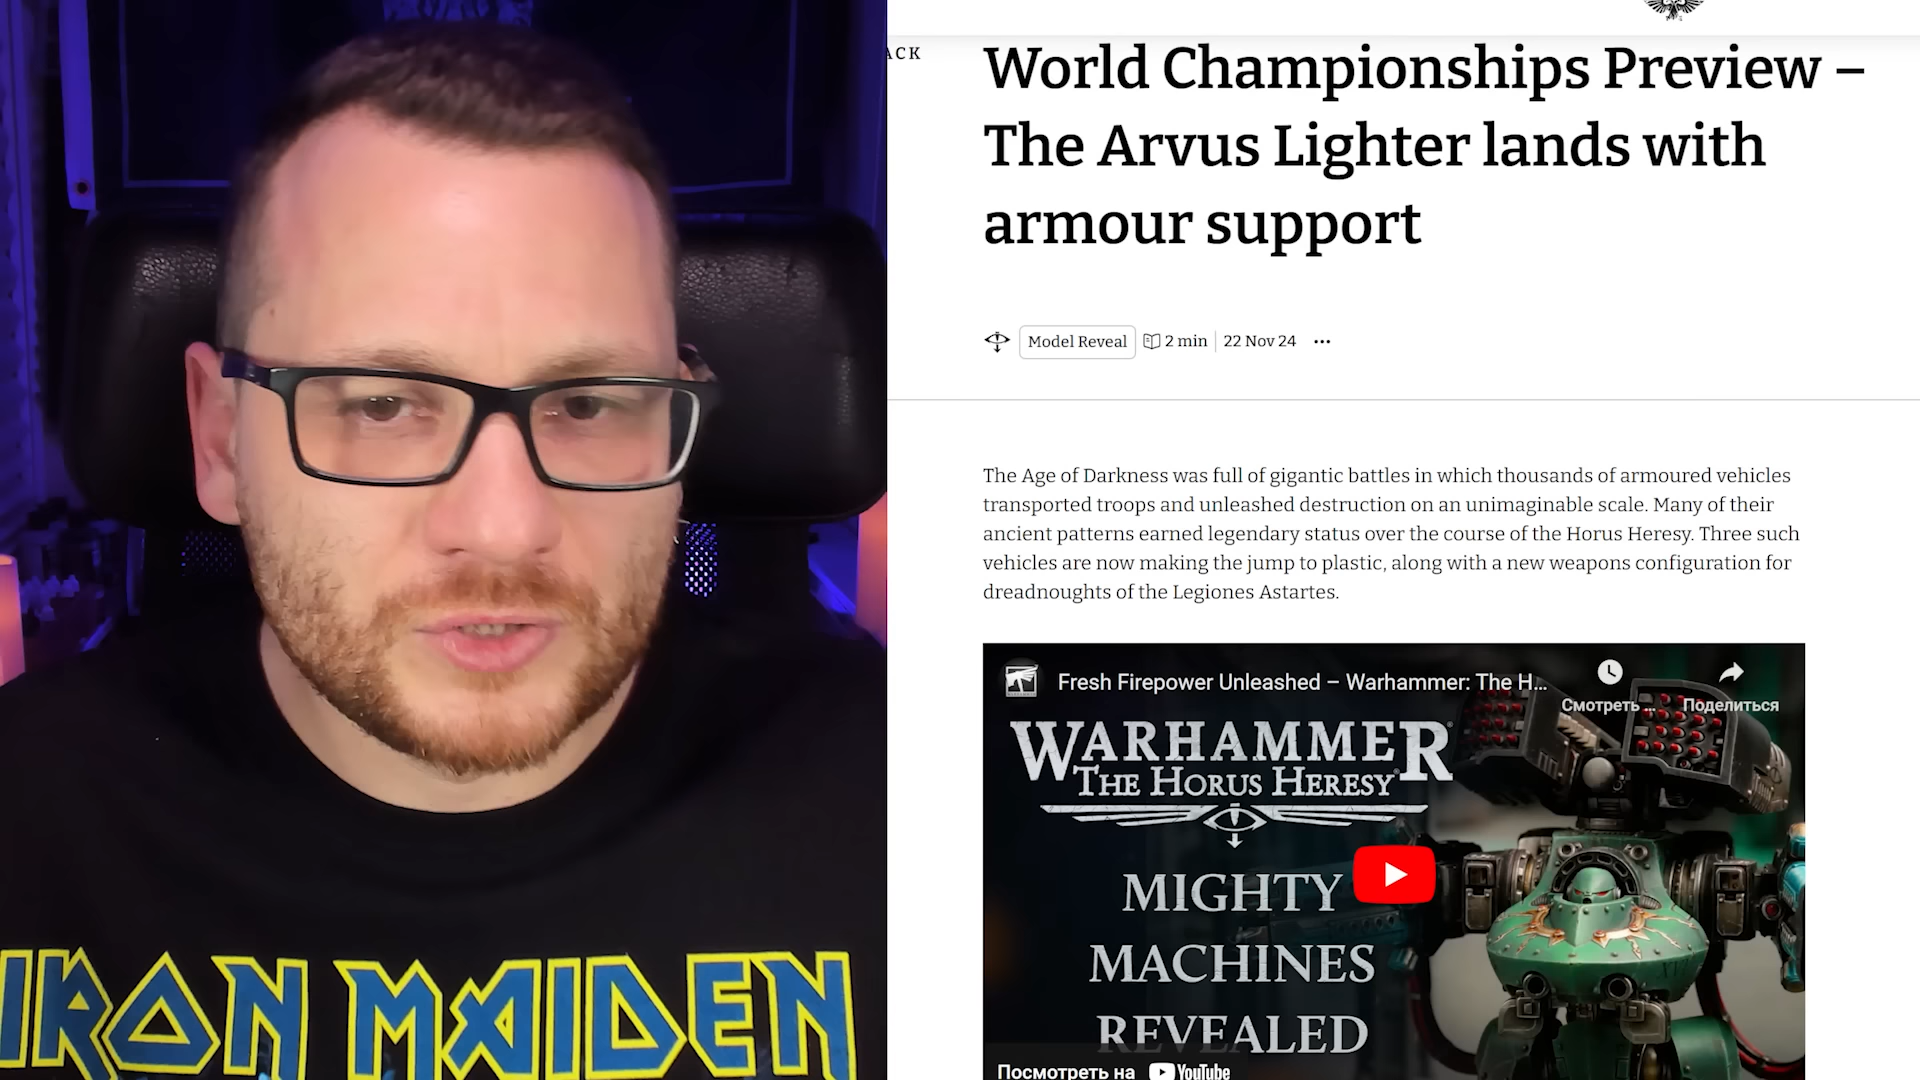 ACK
World Championships Preview –
The Arvus Lighter lands with
armour support
Model Reveal
2 min
22 Nov 24
The Age of Darkness was full of gigantic battles in which thousands of armoured vehicles
transported troops and unleashed destruction on an unimaginable scale. Many of their
ancient patterns earned legendary status over the course of the Horus Heresy. Three such
vehicles are now making the jump to plastic, along with a new weapons configuration for
dreadnoughts of the Legiones Astartes.
Fresh Firepower Unleashed – Warhammer: The H...
Смотреть ...
Поделиться
WARHAMMER
THE HORUS HERESY
MIGHTY
MACHINES
REVEALED
Посмотреть на YouTube
IRON MAIDEN